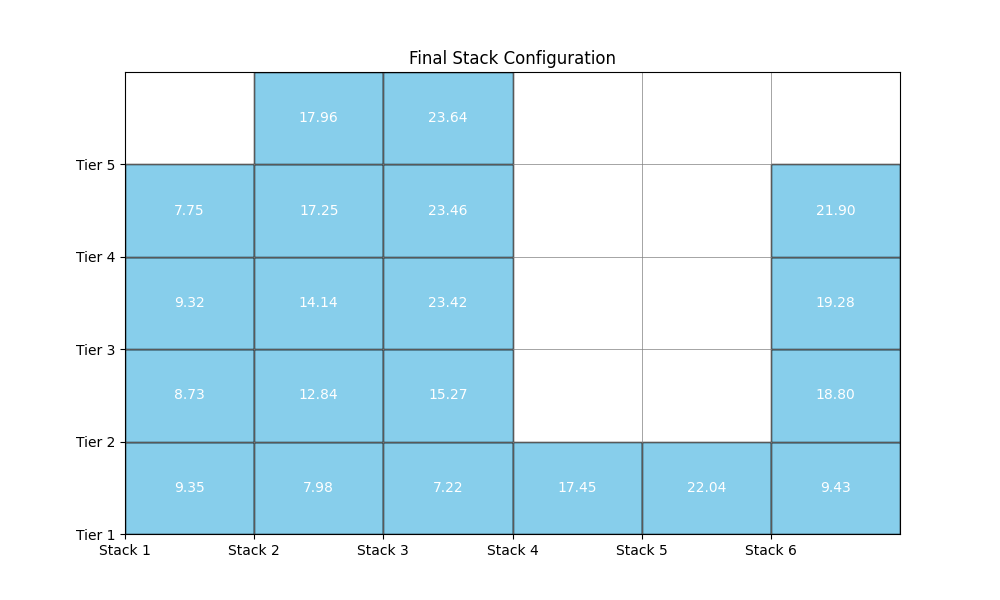 Final Stack Configuration
17.96 23.64
Tier 5
7.75 17.25 23.46 21.90
Tier 4
9.32 14.14 23.42 19.28
Tier 3
8.73 12.84 15.27 18.80
Tier 2
9.35 7.98 7.22 17.45 22.04 9.43
Tier 1
Stack 1 Stack 2 Stack 3 Stack 4 Stack 5 Stack 6